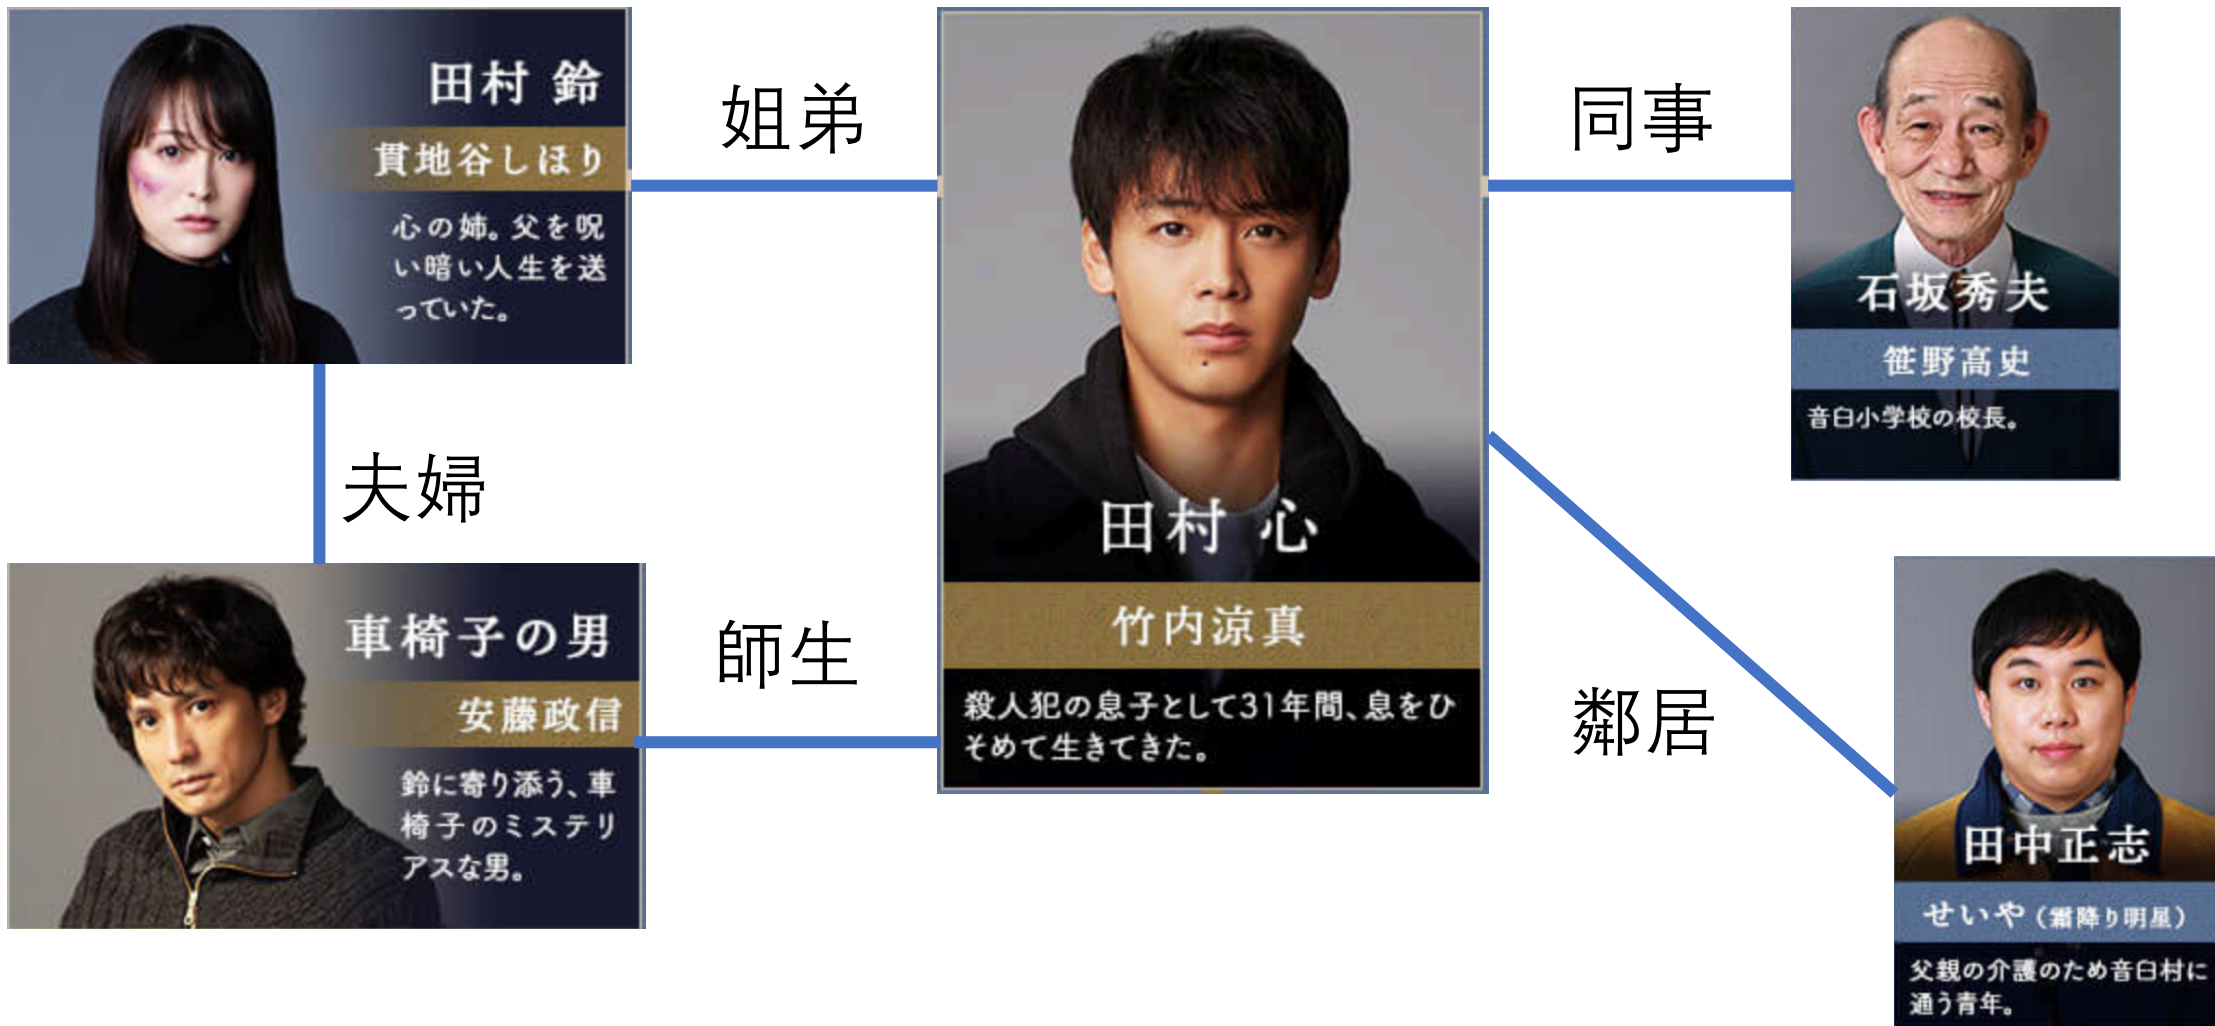 田村 鈴
貫地谷しほり
心の姉。父を呪
い暗い人生を送
っていた。
姐弟
田村 心
竹内涼真
殺人犯の息子として31年間、息をひ
そめて生きてきた。
同事
石坂秀夫
笹野高史
音臼小学校の校長。
夫婦
車椅子の男
安藤政信
鈴に寄り添う、車
椅子のミステリ
アスな男。
師生
鄰居
田中正志
せいや（霜降り明星）
父親の介護のため音臼村に
通う青年。